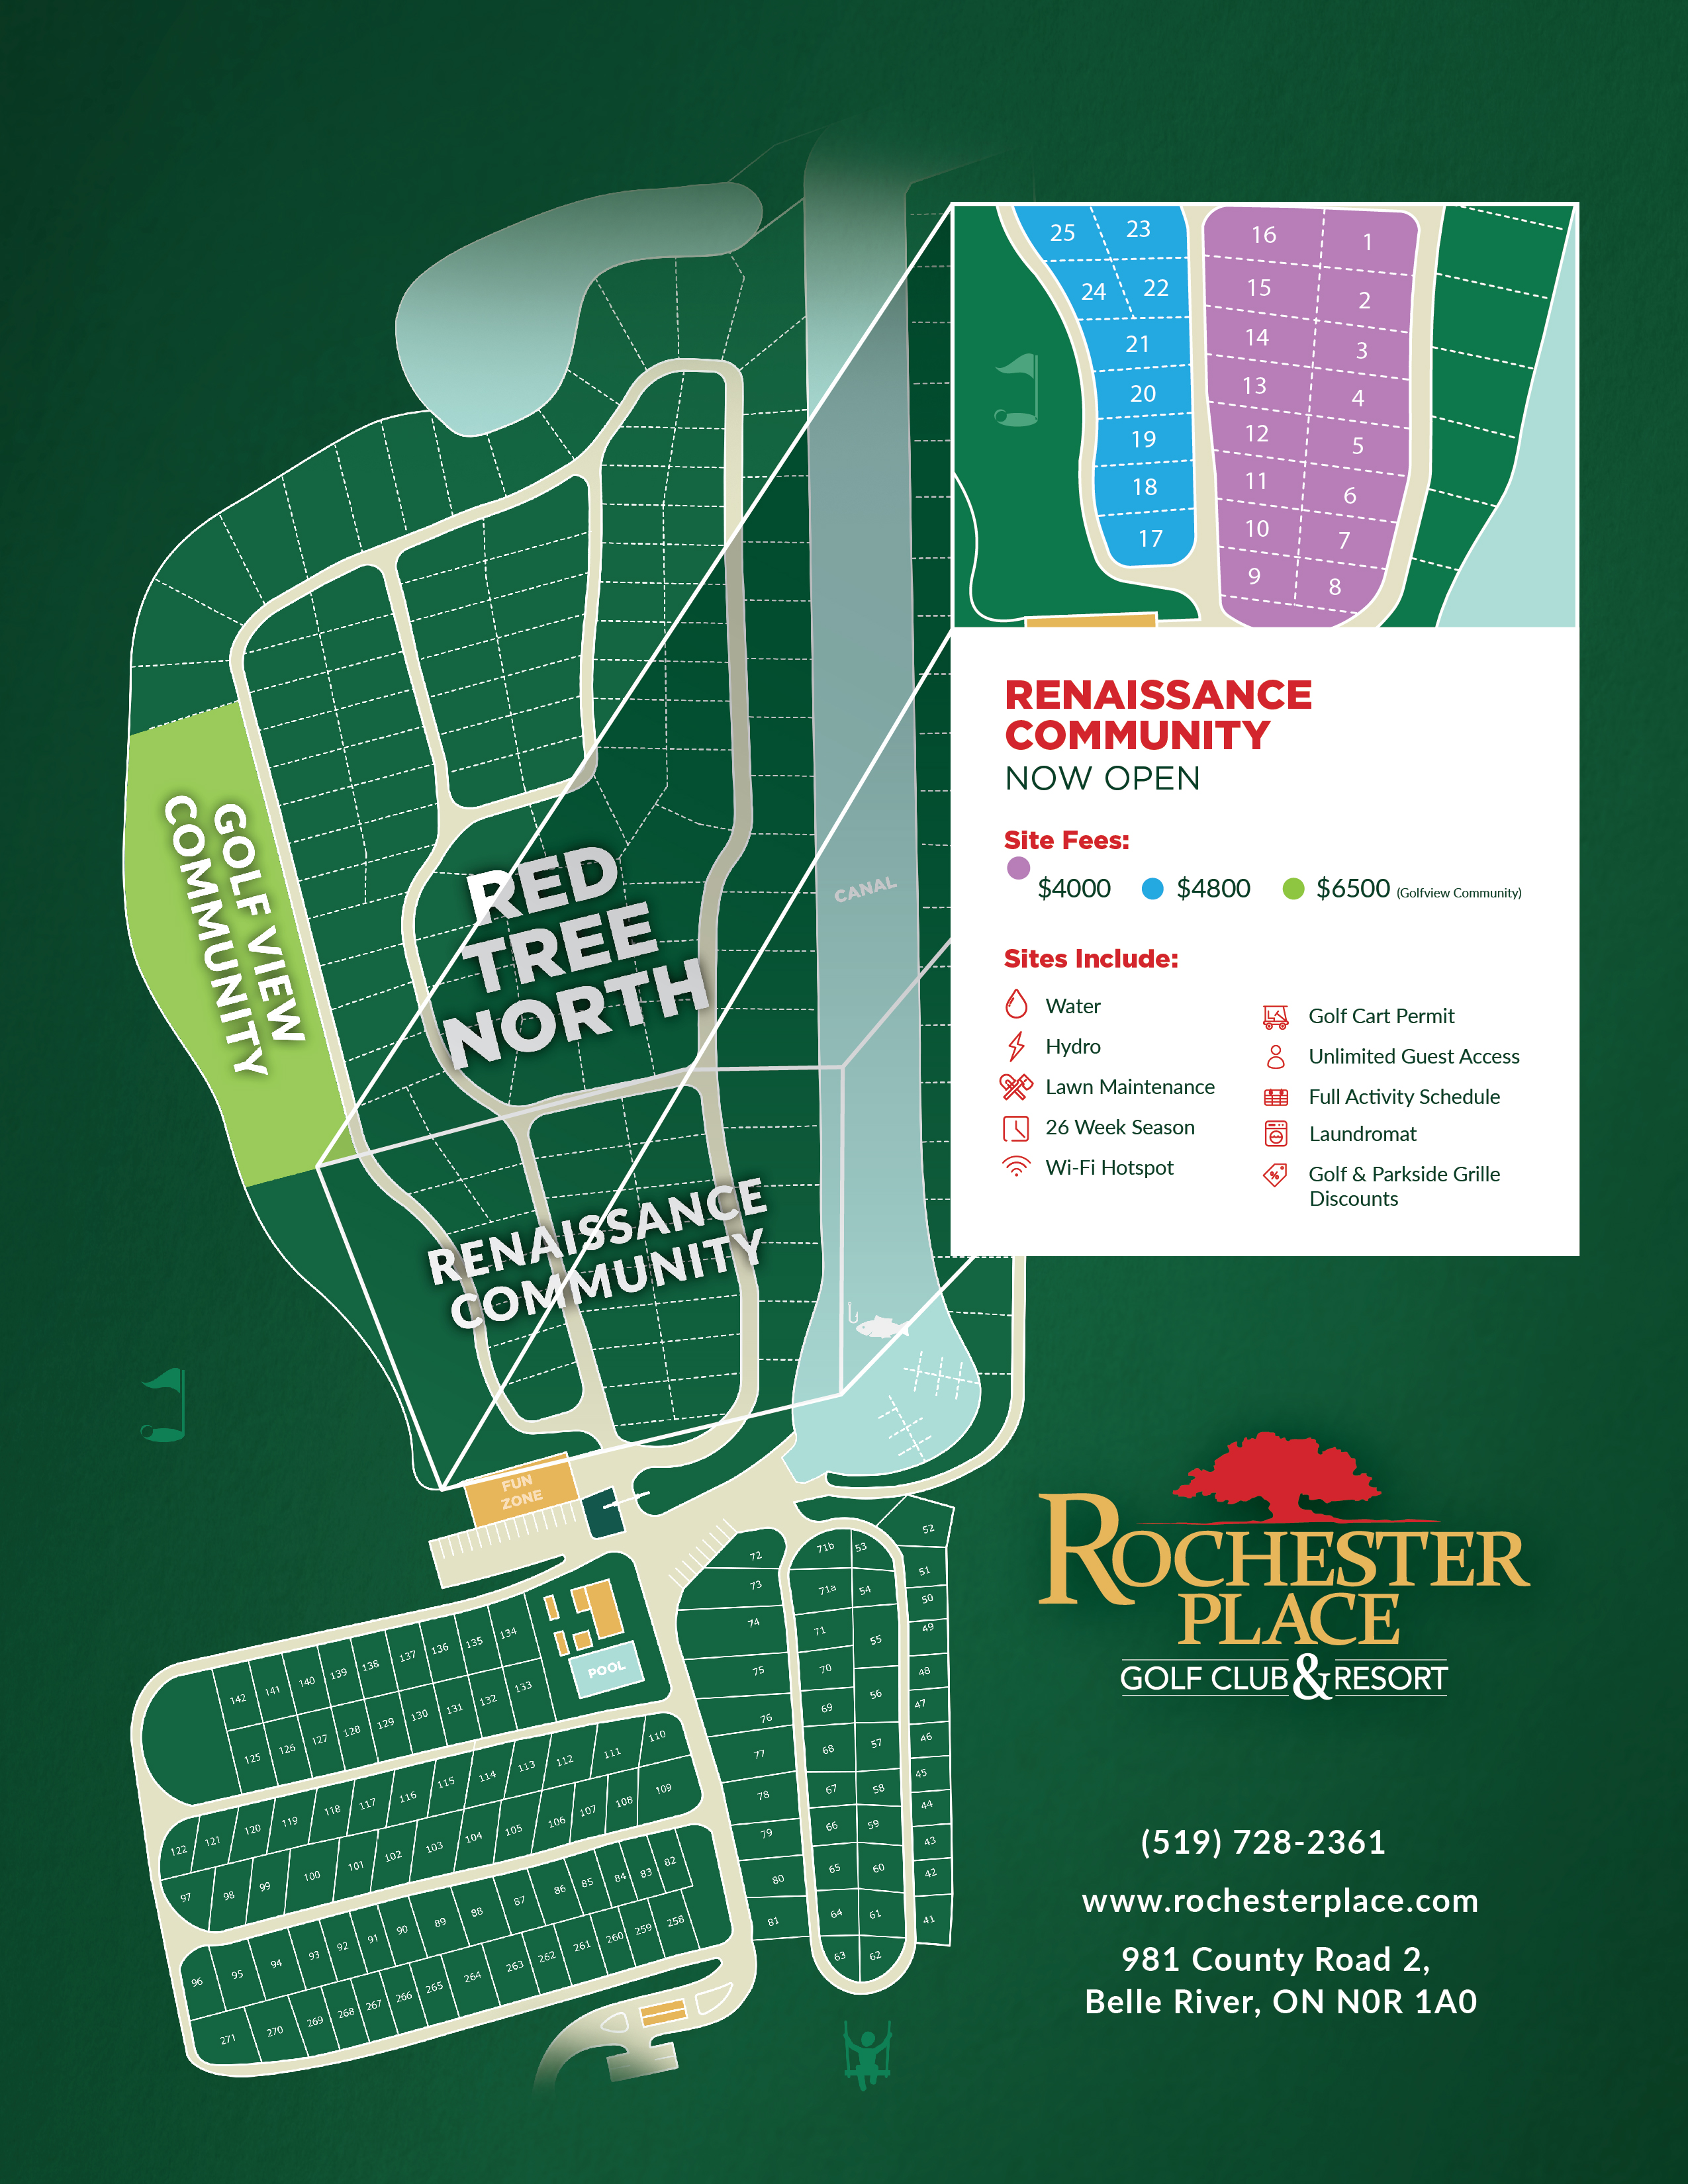 25
23
16
1
24
22
15
2
21
14
3
20
13
4
19
12
5
18
11
6
17
10
7
9
8
RENAISSANCE
COMMUNITY
NOW OPEN
Site Fees:
$4000 $4800 $6500 (Golfview Community)
Sites Include:
Water
Hydro
Lawn Maintenance
26 Week Season
Wi-Fi Hotspot
Golf Cart Permit
Unlimited Guest Access
Full Activity Schedule
Laundromat
%
Golf & Parkside Grille
Discounts
GOLF VIEW
COMMUNITY
RED
TREE
NORTH
CANAL
RENAISSANCE
COMMUNITY
FUN
ZONE
POOL
142 141 140 139 138 137 136 135 134
125 126 127 128 129 130 131 132 133
122 121 120 119 118 117 116 115 114 113 112 111 110
97 98 99 100 101 102 103 104 105 106 107 108 109
96 95 94 93 92 91 90 89 88 87 86 85 84 83 82
271 270 269 268 267 266 265 264 263 262 261 260 259 258
72
73
74
75
76
77
78
79
80
81
71b
71a
71
70
69
68
67
66
65
64
63
53
54
55
56
57
58
59
60
61
62
52
51
50
49
48
47
46
45
44
43
42
41
ROCHESTER
PLACE
GOLF CLUB & RESORT
(519) 728-2361
www.rochesterplace.com
981 County Road 2,
Belle River, ON N0R 1A0